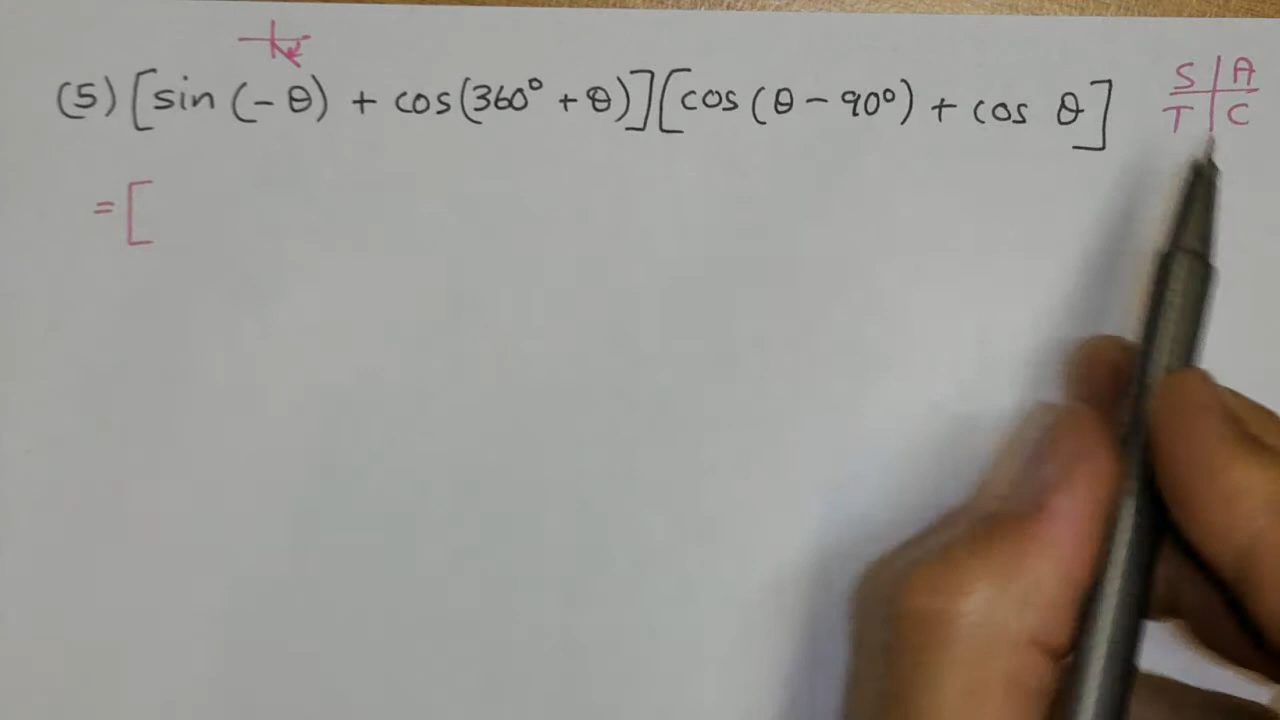 (5) [sin (- θ) + cos(360° + θ)][cos (θ - 90°) + cos θ]
S A
T C
= [